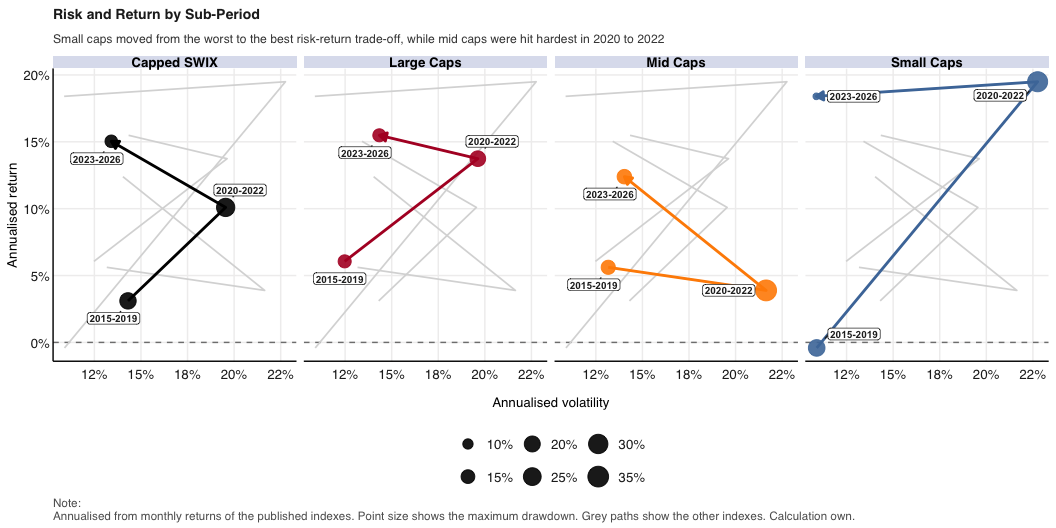 Risk and Return by Sub-Period
Small caps moved from the worst to the best risk-return trade-off, while mid caps were hit hardest in 2020 to 2022
Capped SWIX
Large Caps
Mid Caps
Small Caps
20%
15%
10%
5%
0%
Annualised return
2023-2026
2020-2022
2015-2019
2020-2022
2023-2026
2015-2019
2023-2026
2015-2019
2020-2022
2023-2026
2020-2022
2015-2019
12% 15% 18% 20% 22%
12% 15% 18% 20% 22%
12% 15% 18% 20% 22%
12% 15% 18% 20% 22%
Annualised volatility
10% 20% 30%
15% 25% 35%
Note:
Annualised from monthly returns of the published indexes. Point size shows the maximum drawdown. Grey paths show the other indexes. Calculation own.